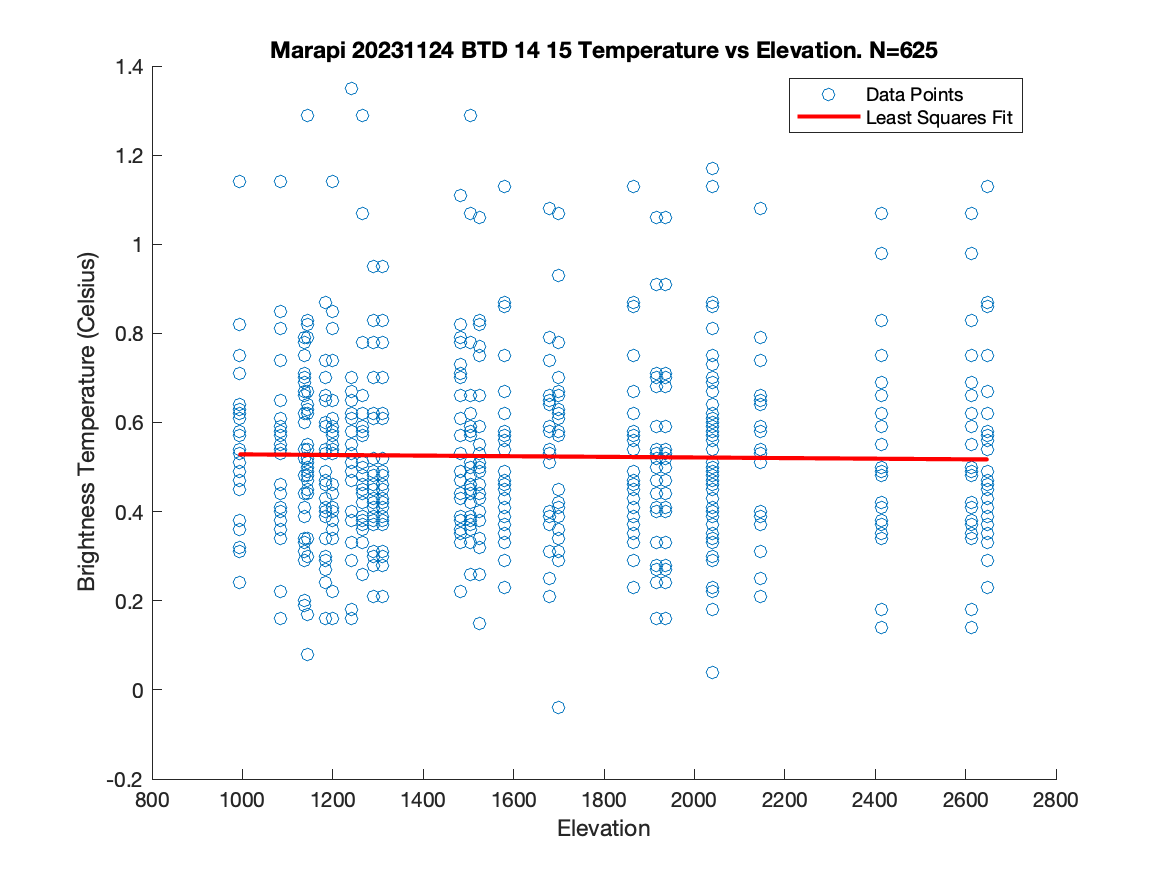 Marapi 20231124 BTD 14 15 Temperature vs Elevation. N=625
Data Points
Least Squares Fit
Brightness Temperature (Celsius)
1.4
1.2
1
0.8
0.6
0.4
0.2
0
-0.2
800 1000 1200 1400 1600 1800 2000 2200 2400 2600 2800
Elevation